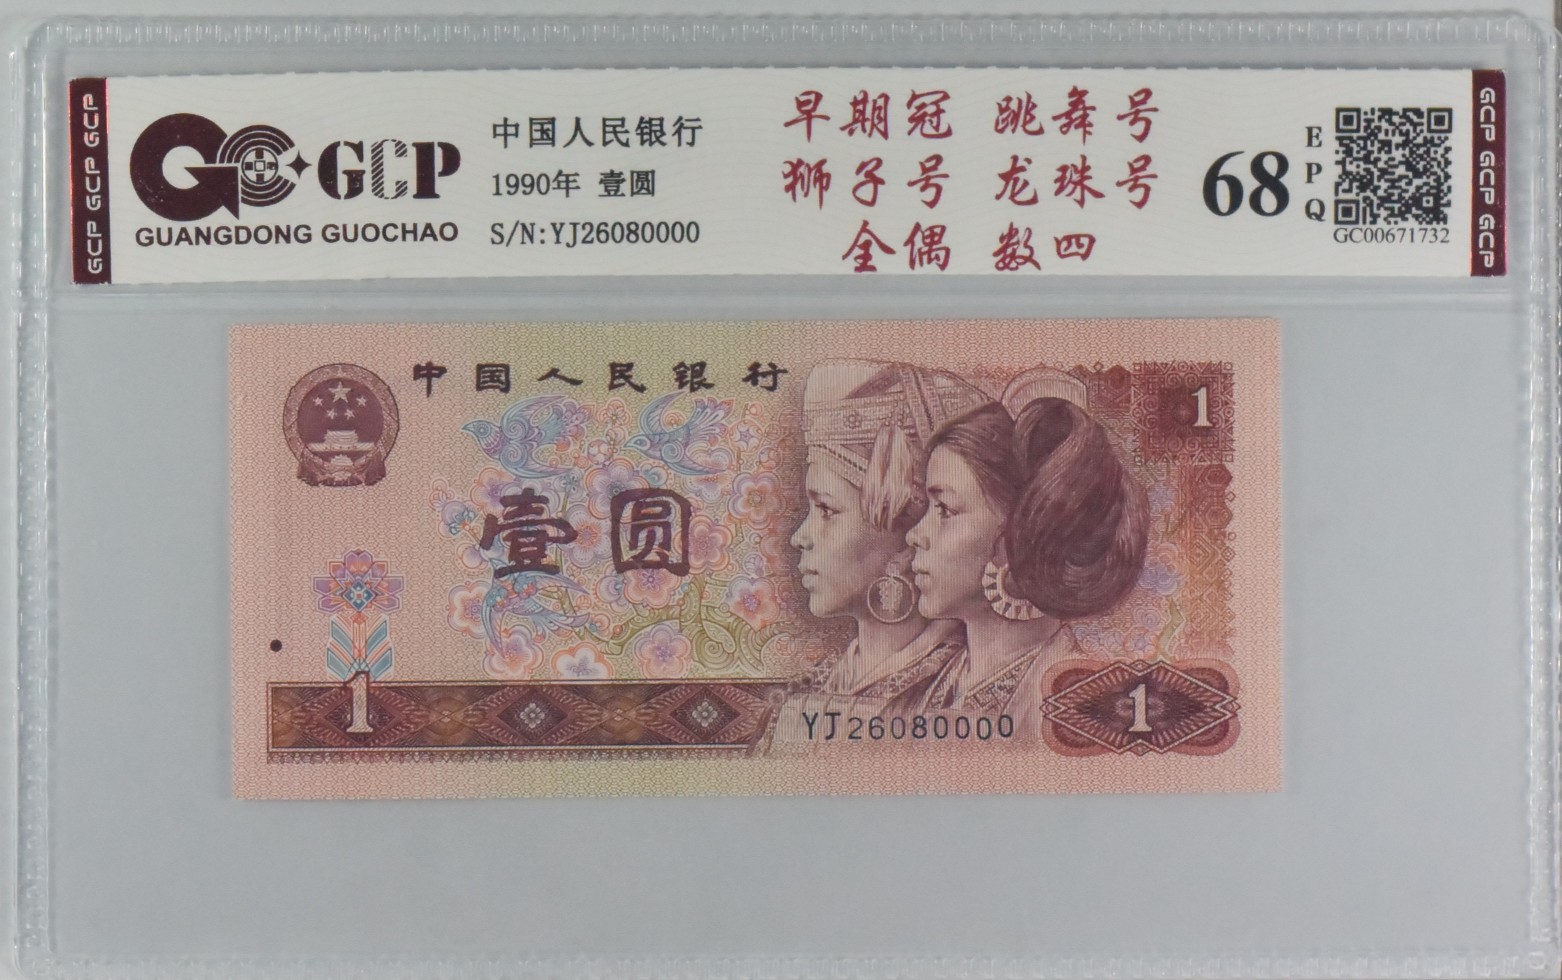 GCP GCP GCP
GCP
GUANGDONG GUOCHAO
中国人民银行
1990年 壹圆
S/N:YJ26080000
早期冠 跳舞号
狮子号 龙珠号
全偶 数四
68
EPQ
GC00671732
GCP GCP GCP
中国人民银行
1
壹圆
1
YJ26080000
1